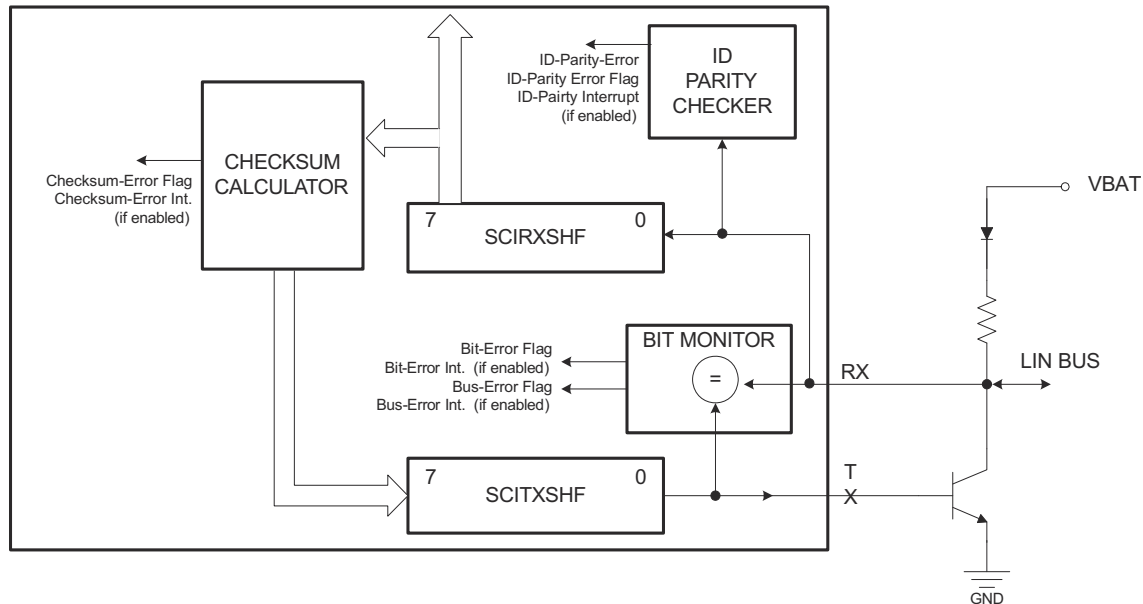 ID-Parity-Error
ID-Parity Error Flag
ID-Pairty Interrupt
(if enabled)
ID
PARITY
CHECKER
CHECKSUM
CALCULATOR
Checksum-Error Flag
Checksum-Error Int.
(if enabled)
VBAT
7 SCIRXSHF 0
BIT MONITOR
=
Bit-Error Flag
Bit-Error Int. (if enabled)
Bus-Error Flag
Bus-Error Int. (if enabled)
RX
LIN BUS
7 SCITXSHF 0
T
X
GND